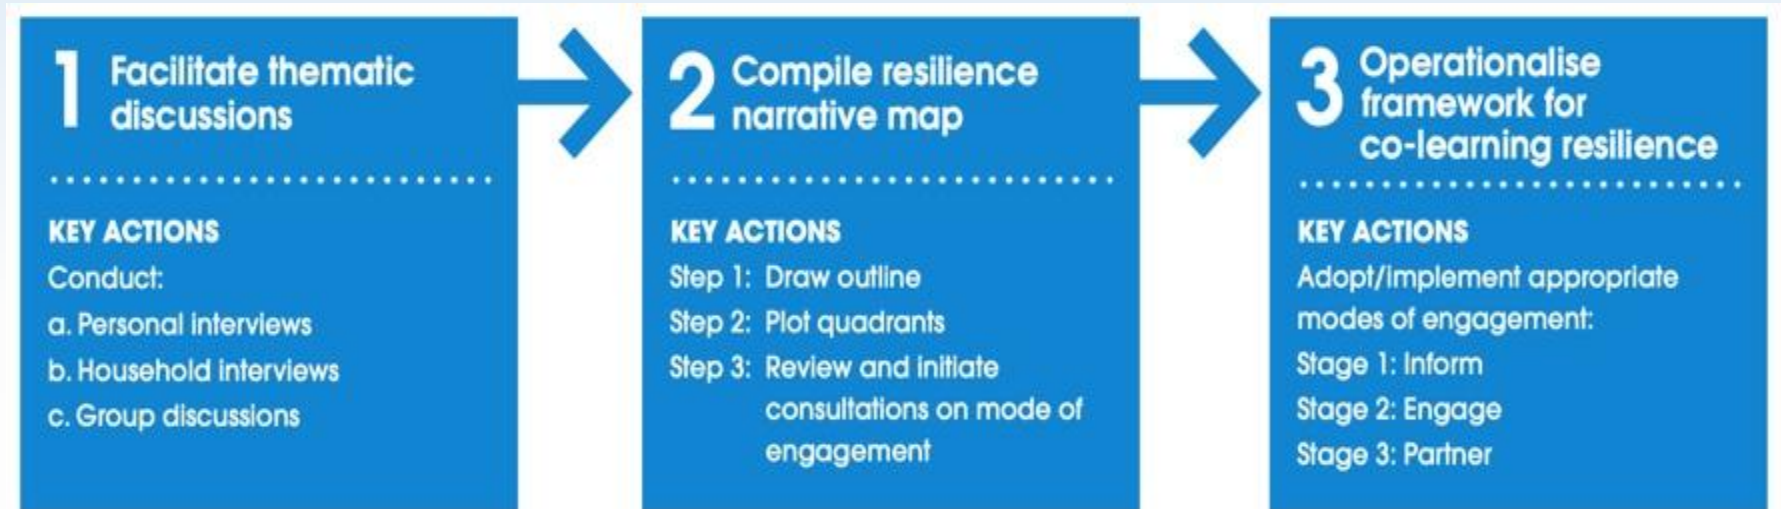 1 Facilitate thematic
discussions
KEY ACTIONS
Conduct:
a. Personal interviews
b. Household interviews
c. Group discussions
2 Compile resilience
narrative map
KEY ACTIONS
Step 1: Draw outline
Step 2: Plot quadrants
Step 3: Review and initiate
consultations on mode of
engagement
3 Operationalise
framework for
co-learning resilience
KEY ACTIONS
Adopt/implement appropriate
modes of engagement:
Stage 1: Inform
Stage 2: Engage
Stage 3: Partner